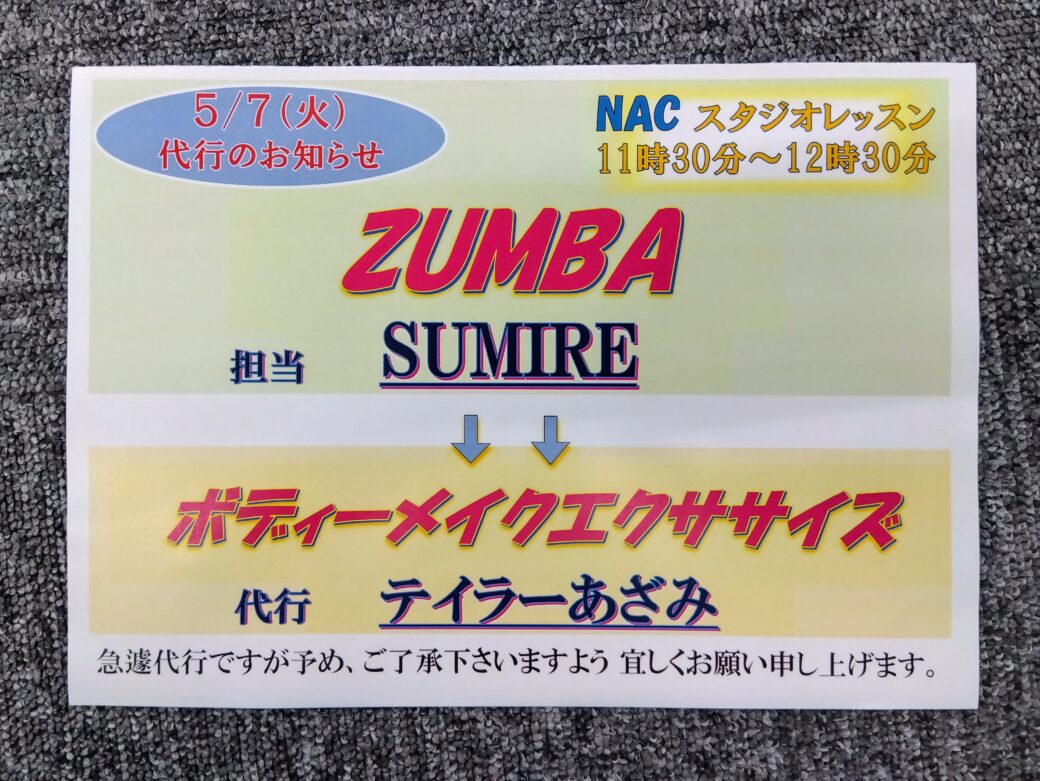 5/7(火)
代行のお知らせ
NAC スタジオレッスン
11時30分～12時30分
ZUMBA
担当 SUMIRE
ボディーメイクエクササイズ
代行 テイラーあざみ
急遽代行ですが予め、ご了承下さいますよう 宜しくお願い申し上げます。